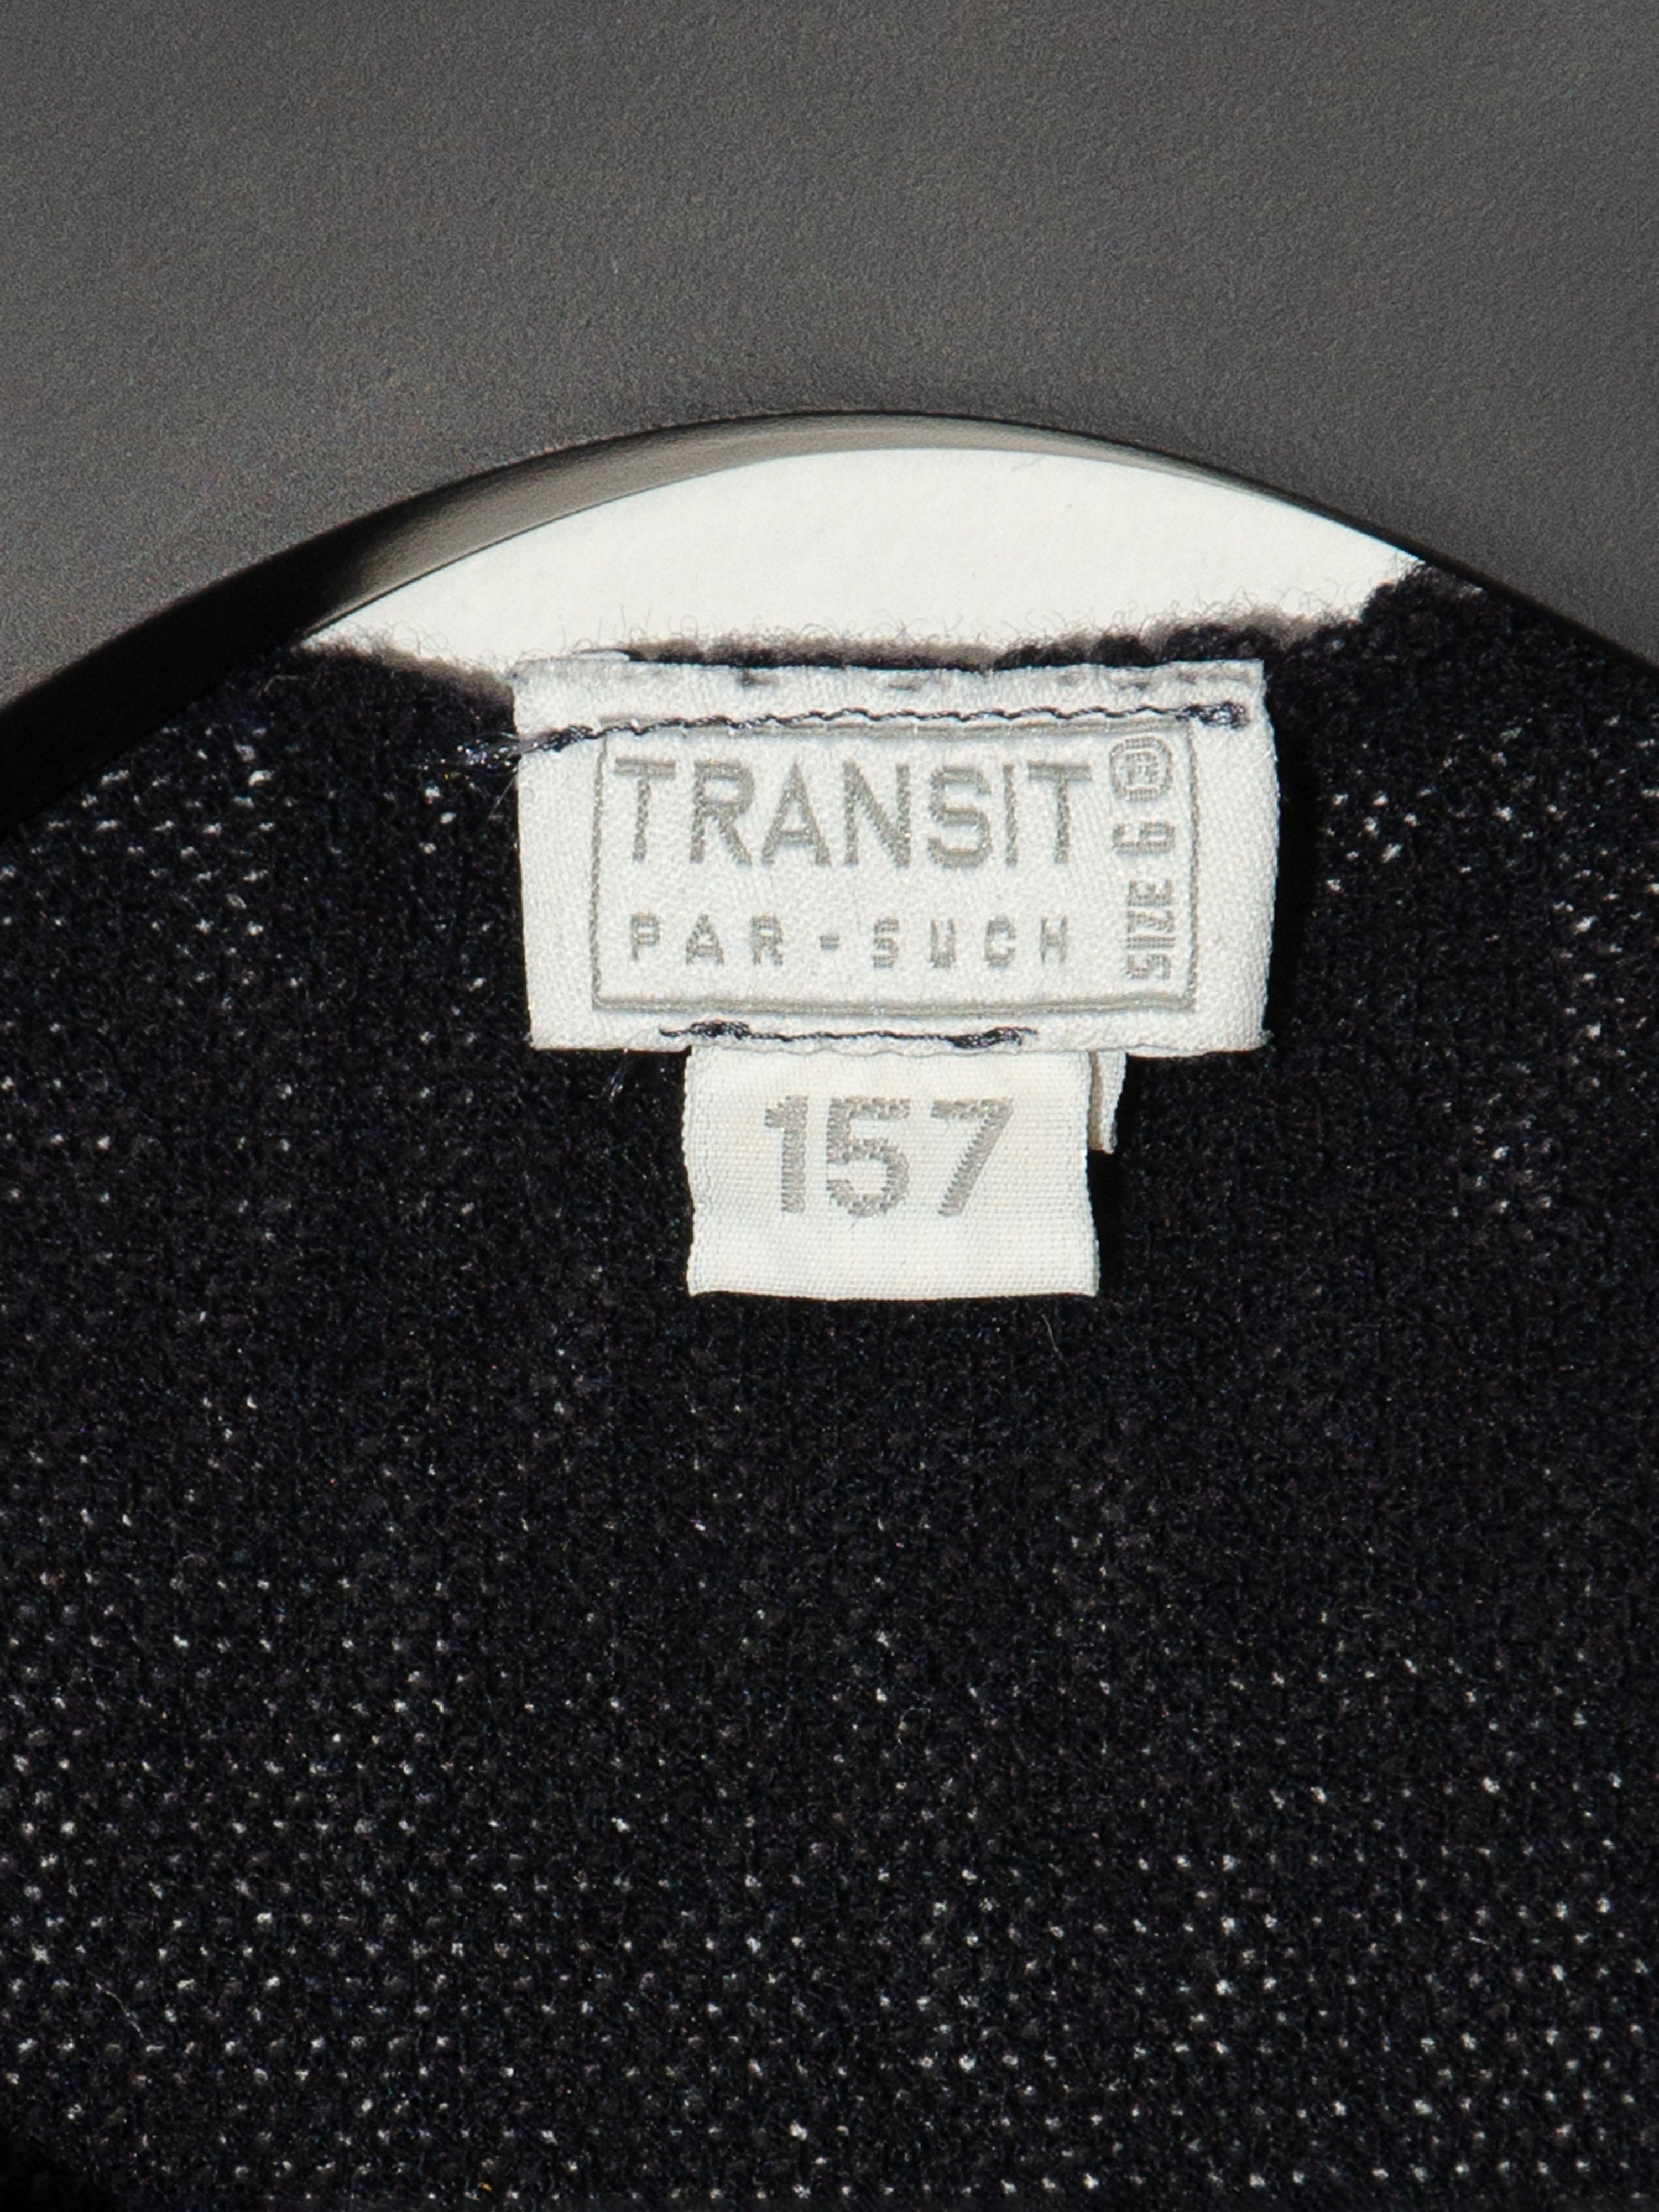 TRANSIT
PAR-SUCH
SIZE 6
157